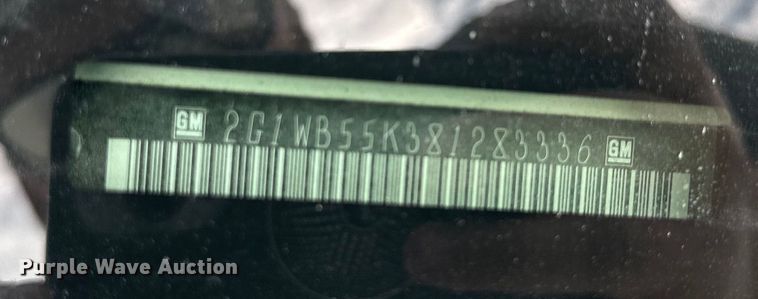 GM 2G1WB55K381283336 GM
Purple Wave Auction